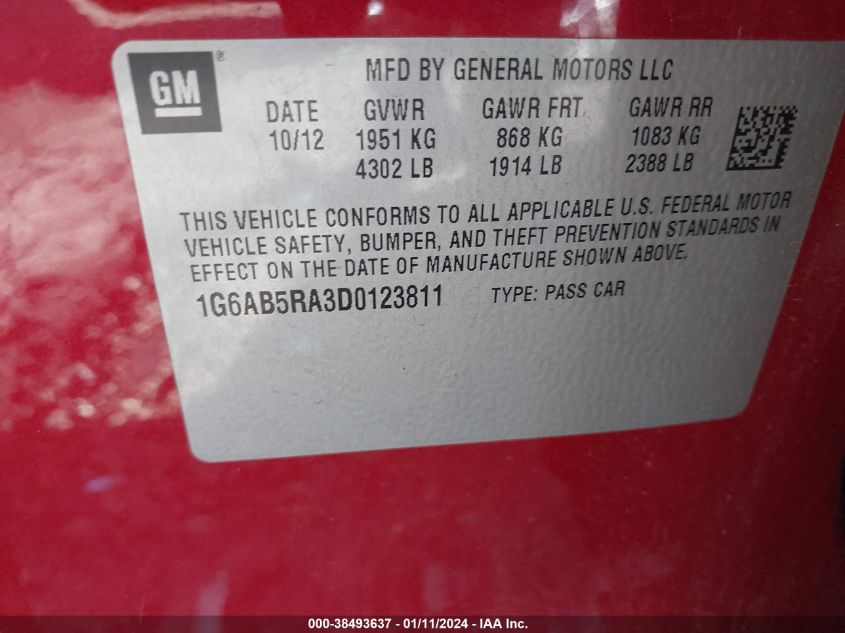 GM
MFD BY GENERAL MOTORS LLC
DATE GVWR GAWR FRT. GAWR RR
10/12 1951 KG 868 KG 1083 KG
4302 LB 1914 LB 2388 LB
THIS VEHICLE CONFORMS TO ALL APPLICABLE U.S. FEDERAL MOTOR
VEHICLE SAFETY, BUMPER, AND THEFT PREVENTION STANDARDS IN
EFFECT ON THE DATE OF MANUFACTURE SHOWN ABOVE.
1G6AB5RA3D0123811 TYPE: PASS CAR
000-38493637 - 01/11/2024 - IAA Inc.